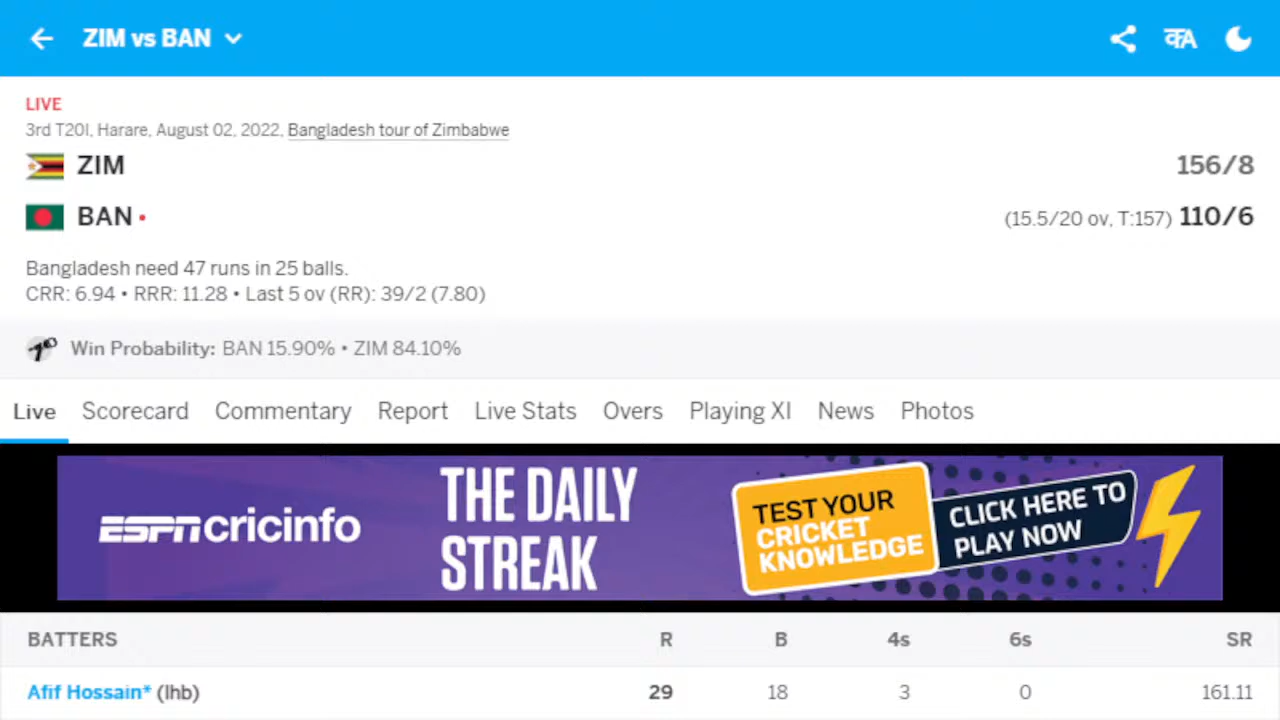 ZIM vs BAN
कA
LIVE
3rd T20I, Harare, August 02, 2022, Bangladesh tour of Zimbabwe
ZIM 156/8
BAN • (15.5/20 ov, T:157) 110/6
Bangladesh need 47 runs in 25 balls.
CRR: 6.94 • RRR: 11.28 • Last 5 ov (RR): 39/2 (7.80)
Win Probability: BAN 15.90% • ZIM 84.10%
Live Scorecard Commentary Report Live Stats Overs Playing XI News Photos
ESPN cricinfo
THE DAILY
STREAK
TEST YOUR
CRICKET
KNOWLEDGE
CLICK HERE TO
PLAY NOW
BATTERS R B 4s 6s SR
Afif Hossain* (lhb) 29 18 3 0 161.11